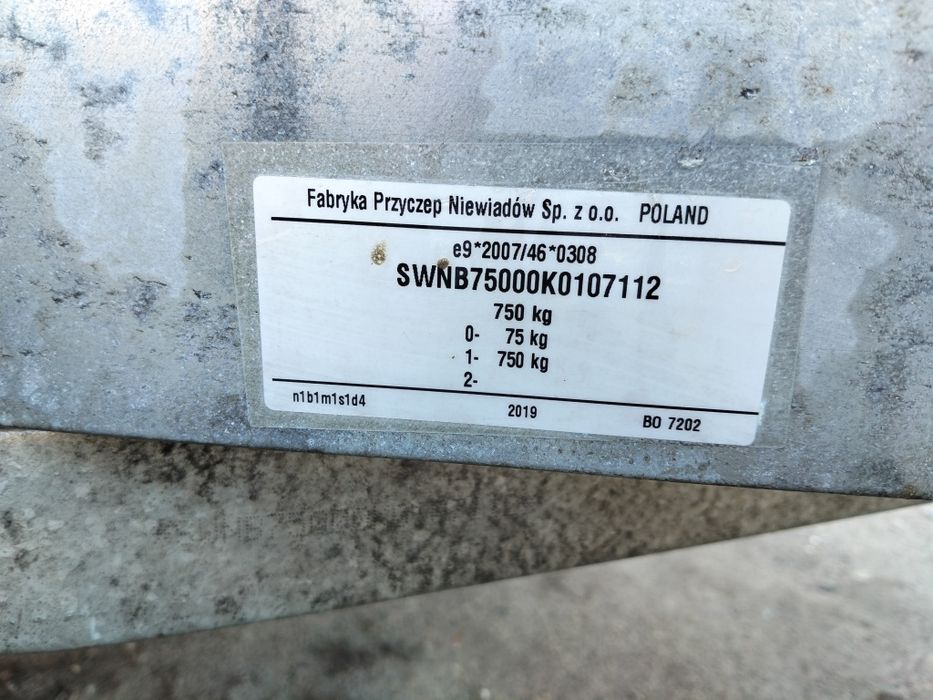 Fabryka Przyczep Niewiadów Sp. z o.o. POLAND
e9*2007/46*0308
SWNB75000K0107112
750 kg
0- 75 kg
1- 750 kg
2-
n1b1m1s1d4 2019 BO 7202